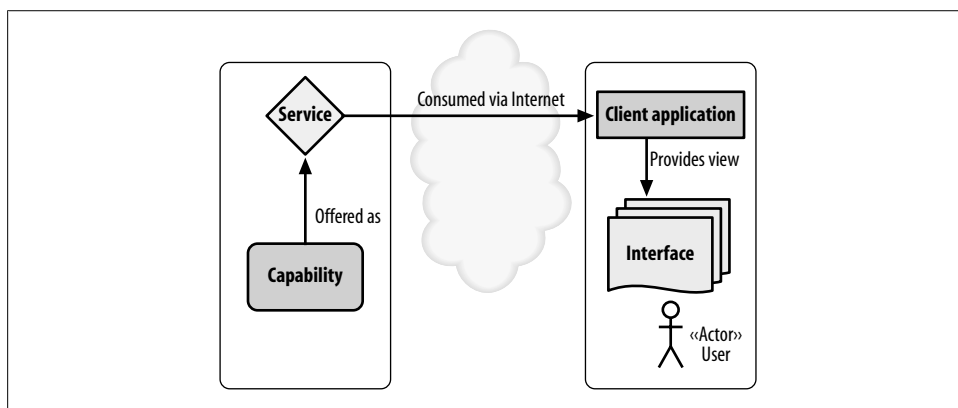 Service
Consumed via Internet
Client application
Provides view
Offered as
Capability
Interface
‹‹Actor››
User